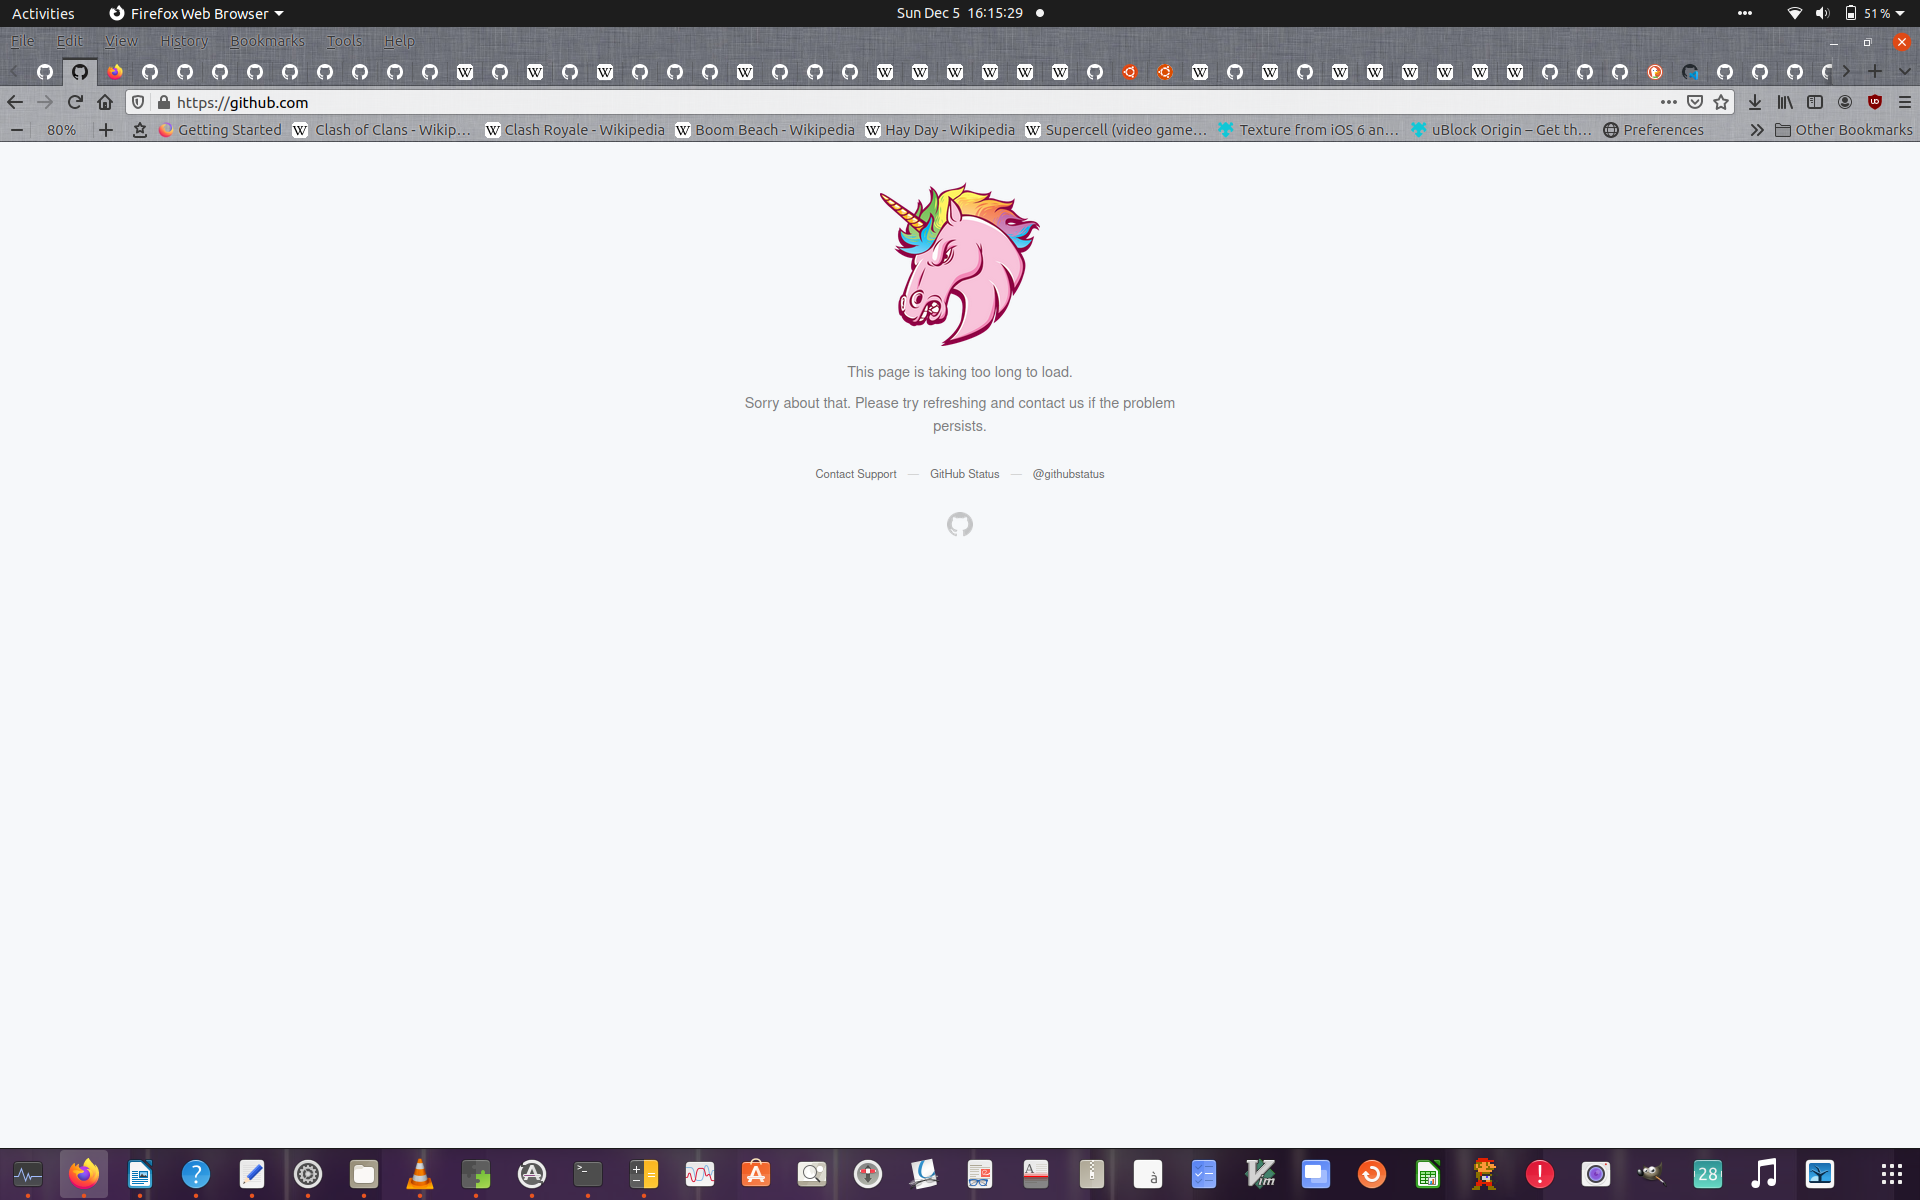 Activities Firefox Web Browser Sun Dec 5 16:15:29 51 %
File Edit View History Bookmarks Tools Help
https://github.com
80% Getting Started Clash of Clans - Wikip… Clash Royale - Wikipedia Boom Beach - Wikipedia Hay Day - Wikipedia Supercell (video game… Texture from iOS 6 an… uBlock Origin – Get th… Preferences Other Bookmarks
This page is taking too long to load.
Sorry about that. Please try refreshing and contact us if the problem
persists.
Contact Support — GitHub Status — @githubstatus
28